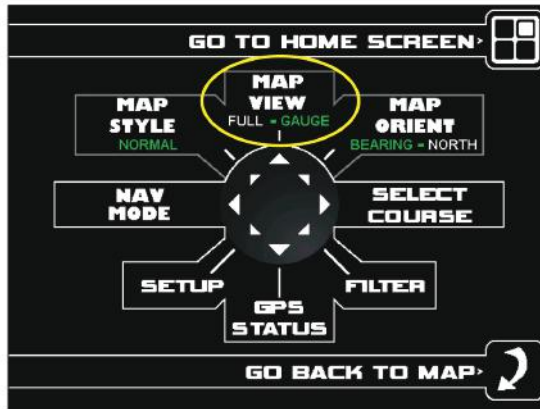 GO TO HOME SCREEN
MAP
VIEW
FULL = GAUGE
MAP
STYLE
NORMAL
MAP
ORIENT
BEARING = NORTH
NAV
MODE
SELECT
COURSE
SETUP
GPS
STATUS
FILTER
GO BACK TO MAP